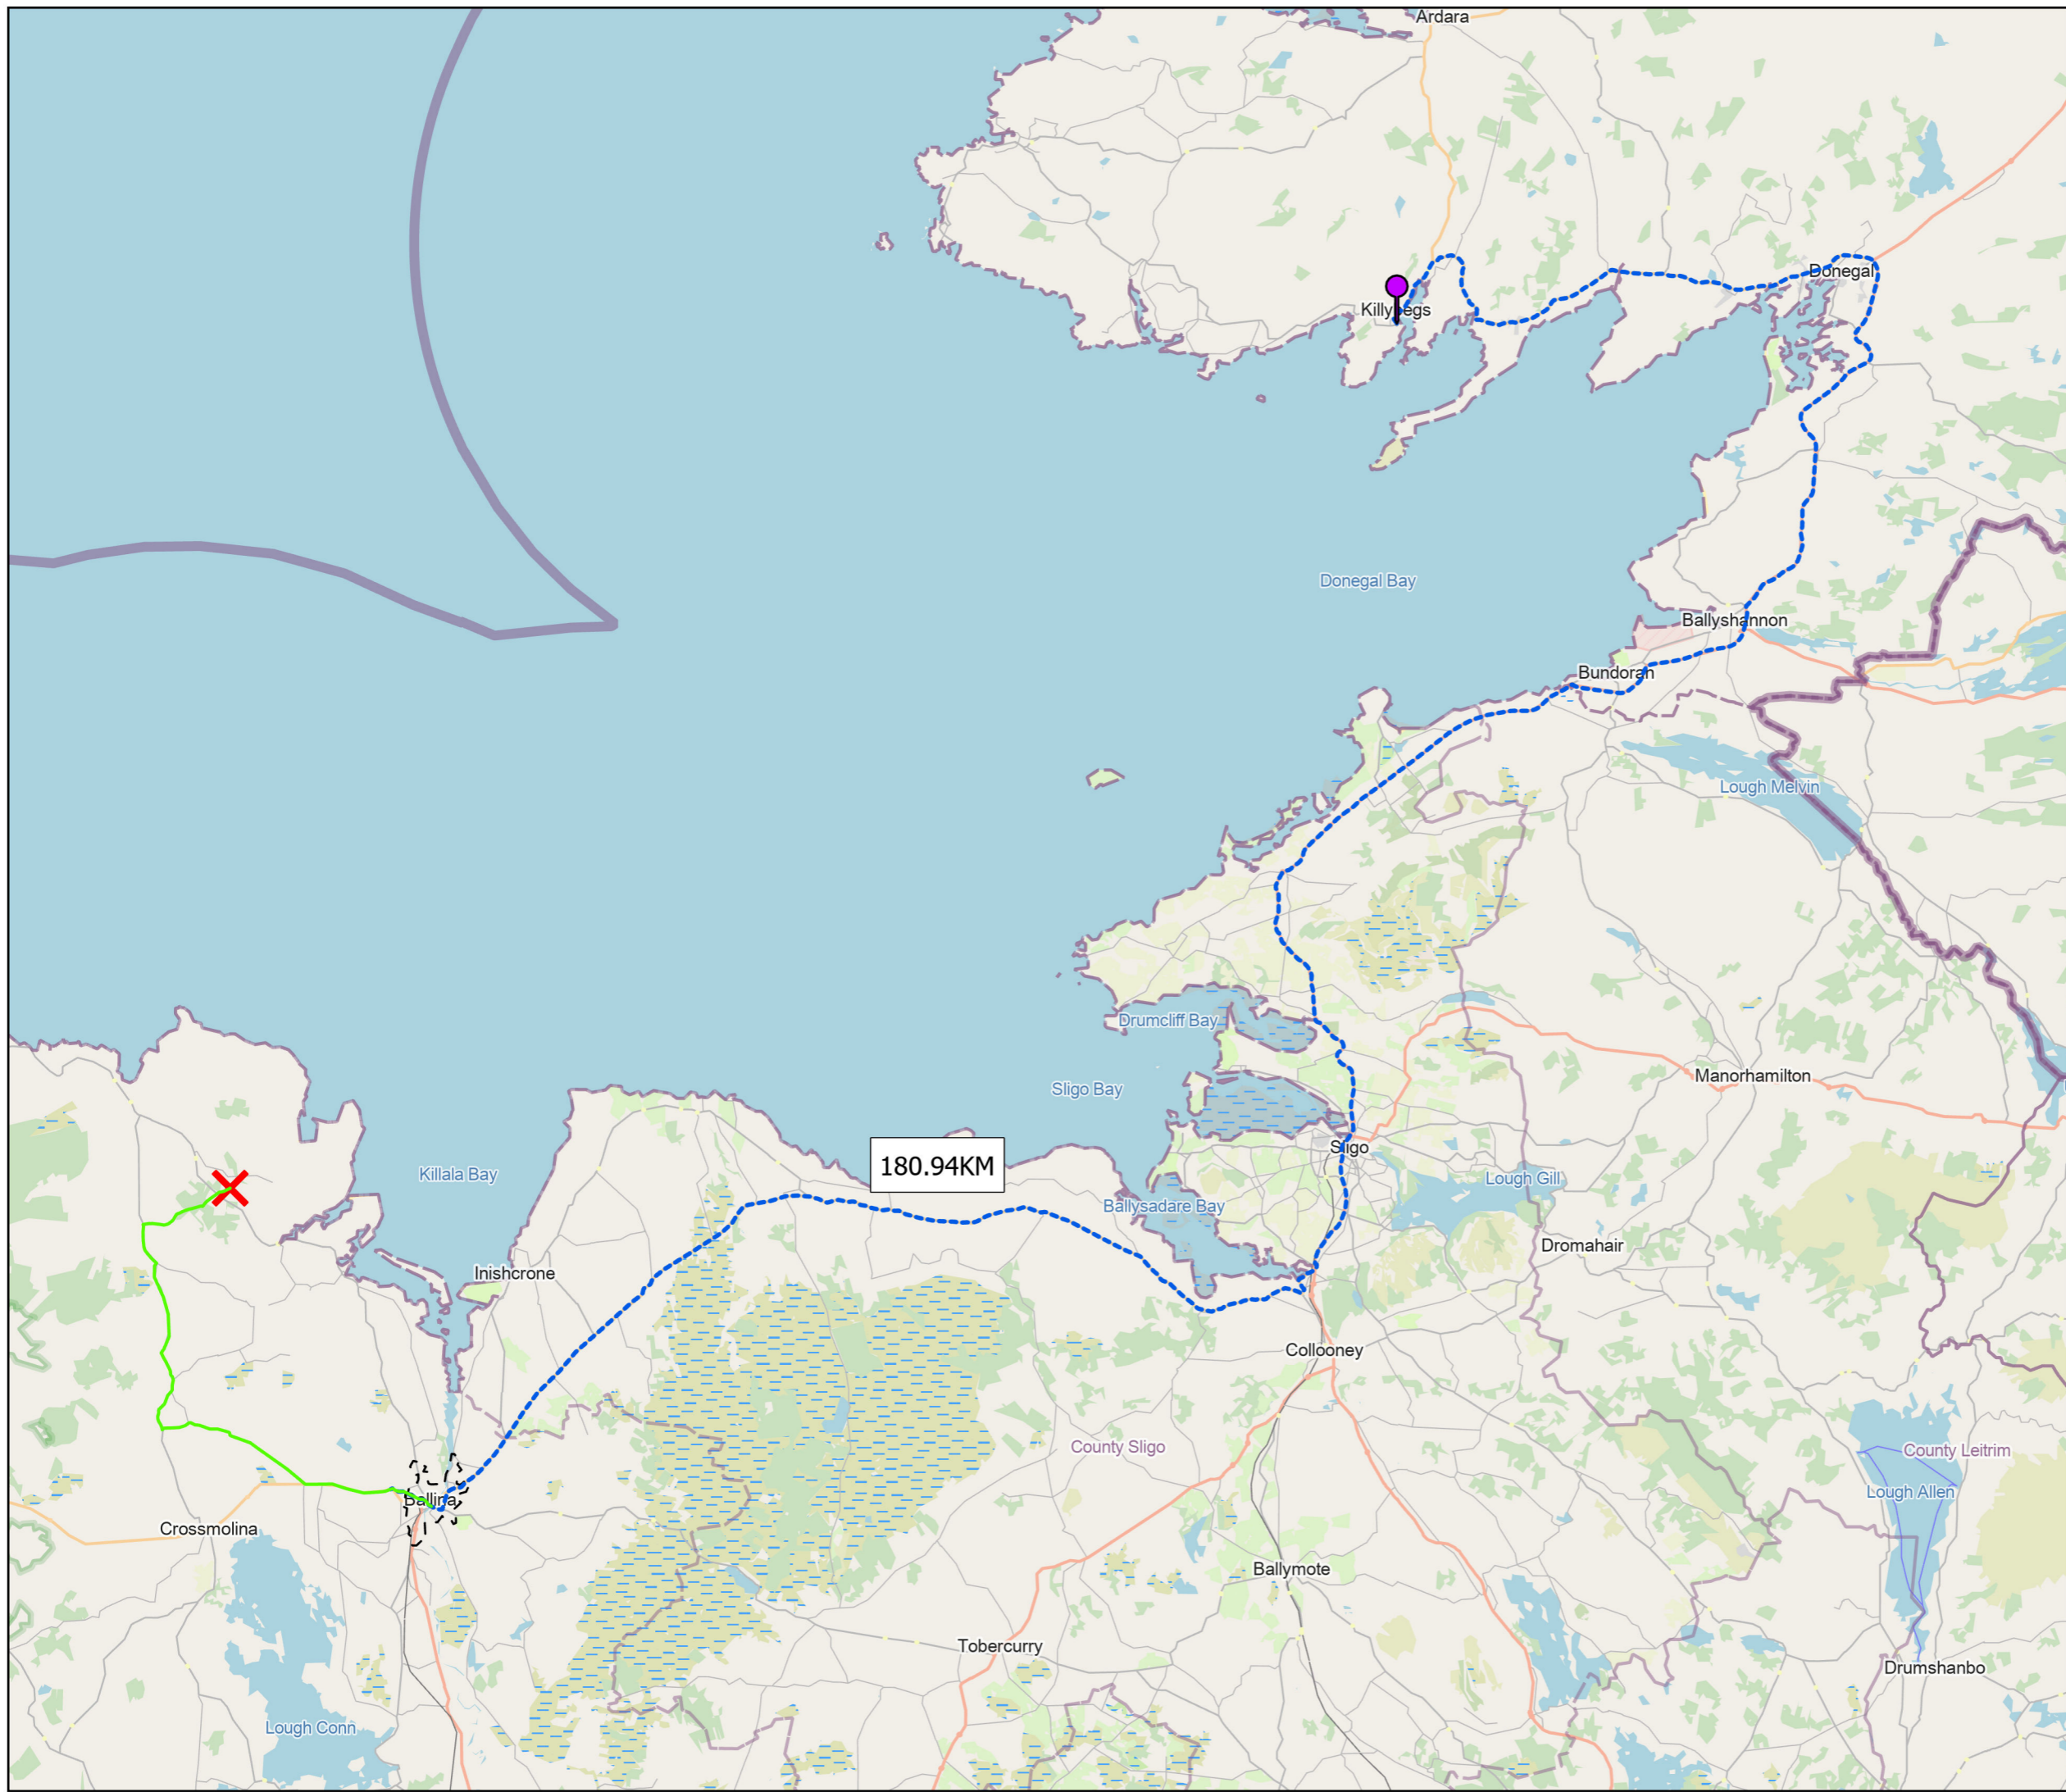 Ardara
Donegal
Killybegs
Donegal Bay
Ballyshannon
Bundoran
Lough Melvin
Drumcliff Bay
Manorhamilton
Sligo Bay
Sligo
180.94KM
Killala Bay
Lough Gill
Ballysadare Bay
Dromahair
Inishcrone
Collooney
County Sligo
County Leitrim
Lough Allen
Ballina
Crossmolina
Ballymote
Tobercurry
Drumshanbo
Lough Conn